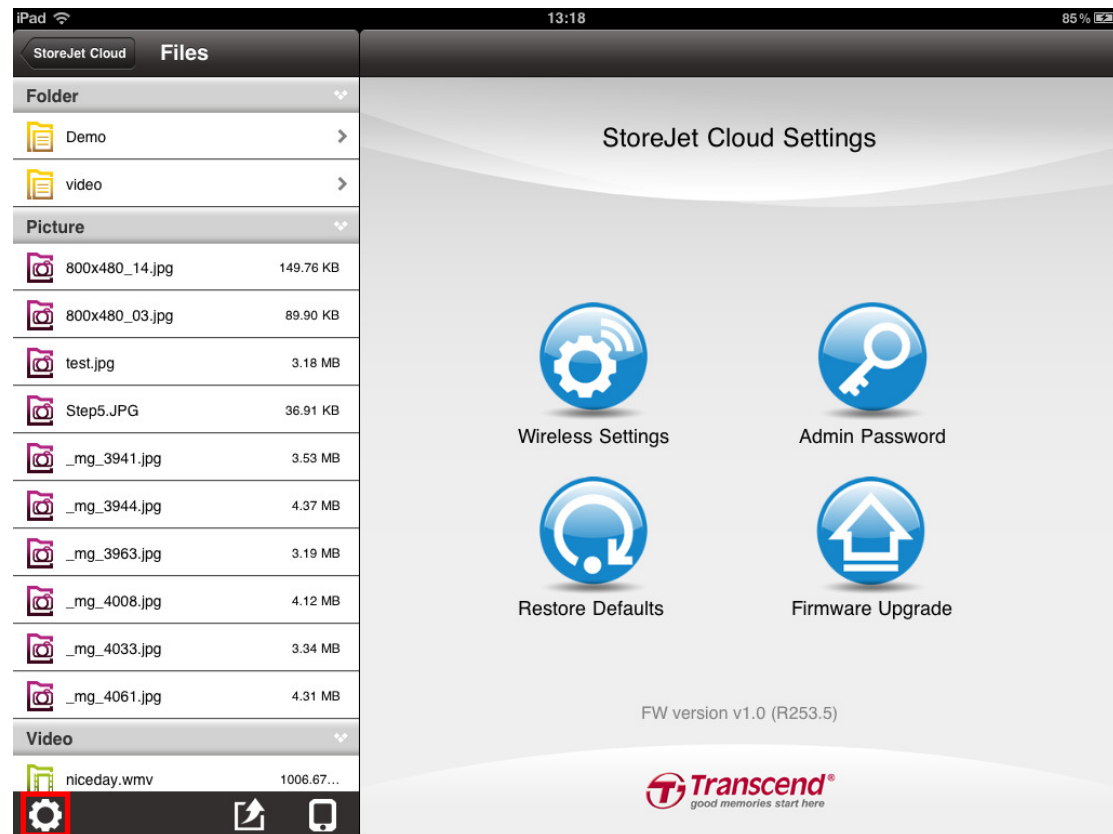 iPad 13:18 85%
StoreJet Cloud Files
Folder
Demo
video
Picture
800x480_14.jpg 149.76 KB
800x480_03.jpg 89.90 KB
test.jpg 3.18 MB
Step5.JPG 36.91 KB
_mg_3941.jpg 3.53 MB
_mg_3944.jpg 4.37 MB
_mg_3963.jpg 3.19 MB
_mg_4008.jpg 4.12 MB
_mg_4033.jpg 3.34 MB
_mg_4061.jpg 4.31 MB
Video
niceday.wmv 1006.67...
StoreJet Cloud Settings
Wireless Settings Admin Password
Restore Defaults Firmware Upgrade
FW version v1.0 (R253.5)
Transcend®
good memories start here